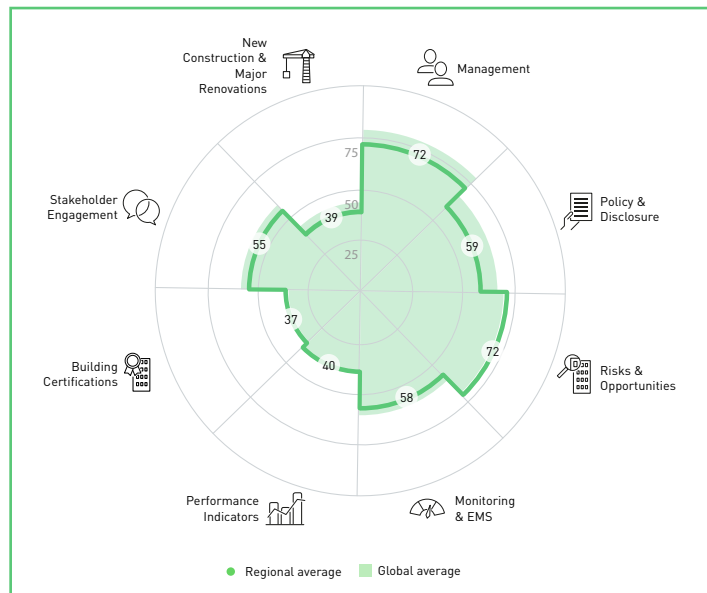 New
Construction &
Major
Renovations
Management
75
72
Policy &
Disclosure
50
39
Stakeholder
Engagement
55
59
25
37
72
Building
Certifications
Risks &
Opportunities
40
58
Performance
Indicators
Monitoring
& EMS
Regional average
Global average